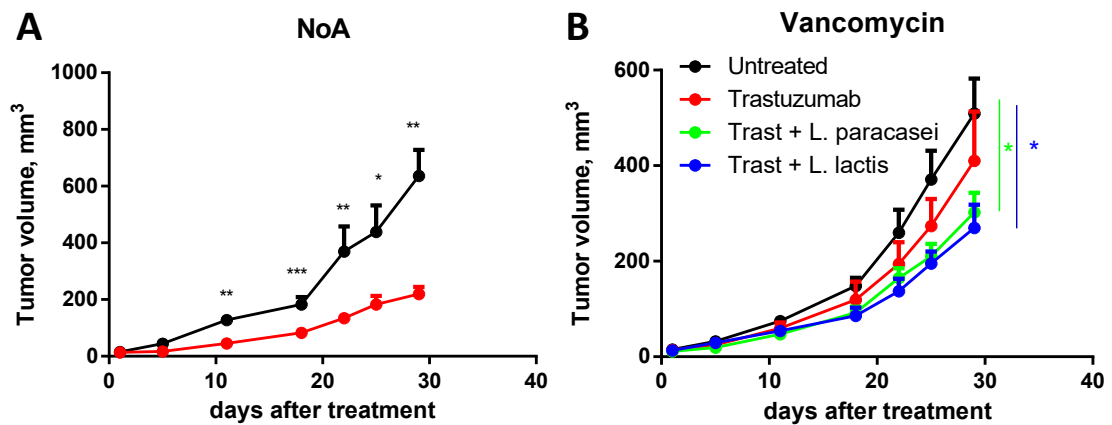 A
NoA
Tumor volume, mm3
1000
800
600
400
200
0
**
***
**
*
**
0
10
20
30
40
days after treatment
B
Vancomycin
Tumor volume, mm3
600
400
200
0
Untreated
Trastuzumab
Trast + L. paracasei
Trast + L. lactis
*
*
0
10
20
30
40
days after treatment